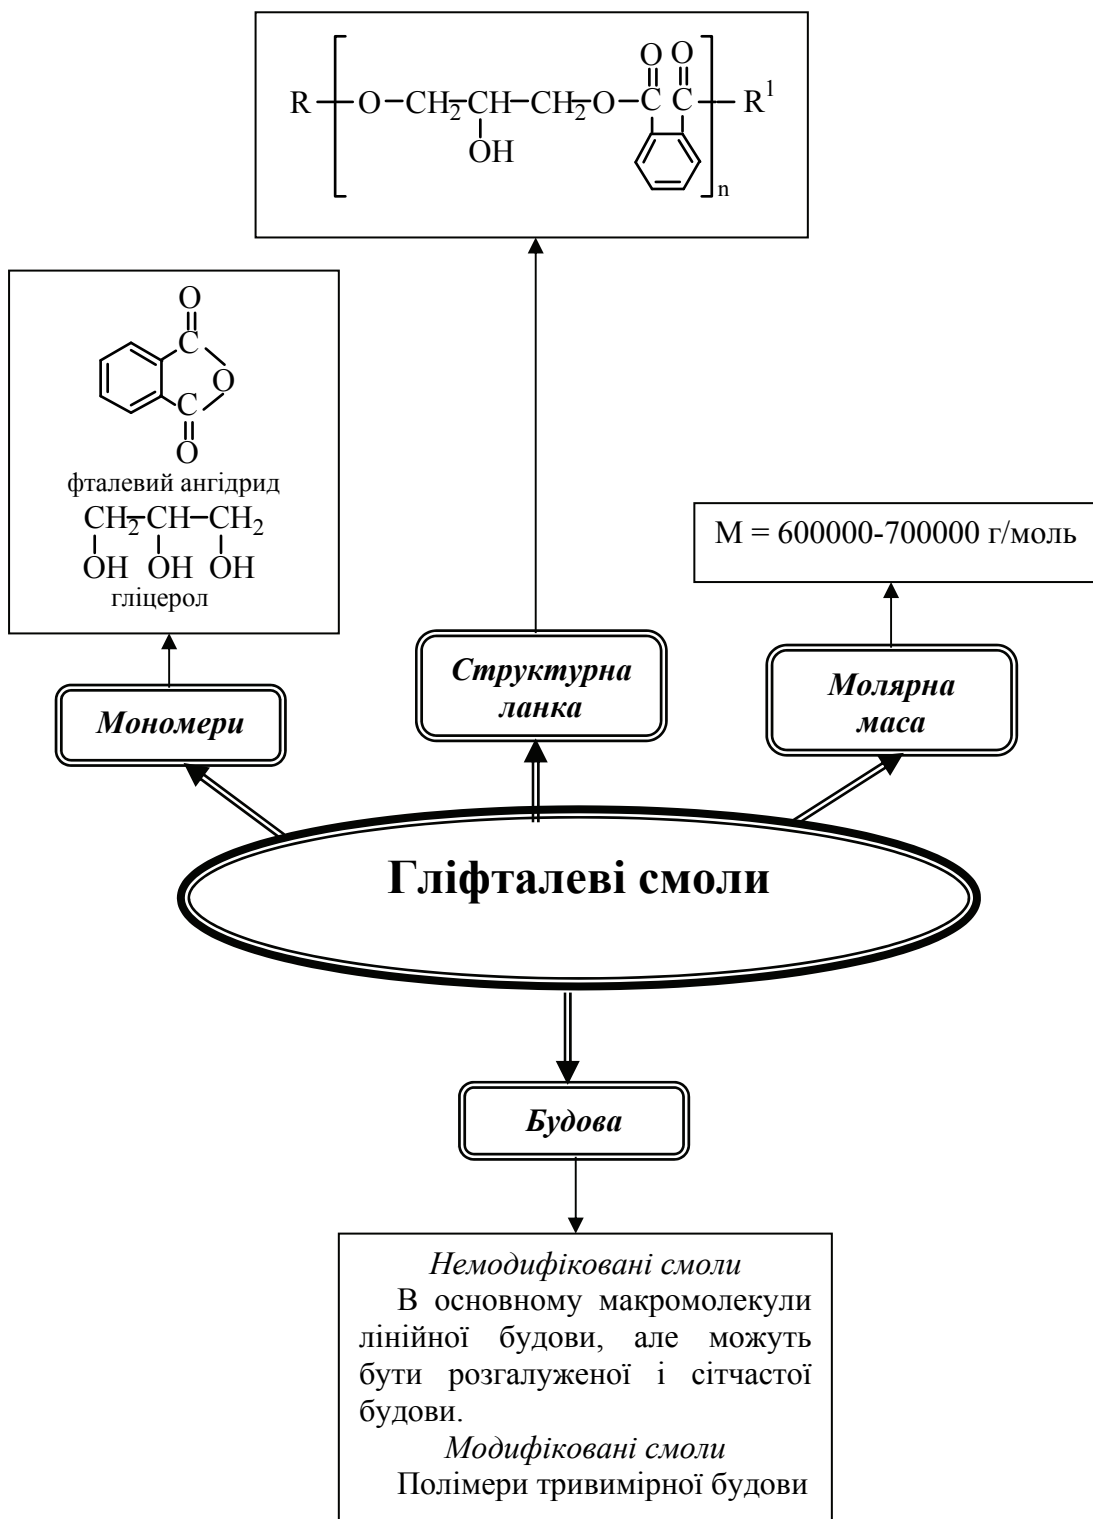 O O
R O CH2 CH CH2 O C C R1
OH
n
O
C
O
C
O
фталевий ангідрид
CH2 CH CH2
OH OH OH
гліцерол
М = 600000-700000 г/моль
Мономери
Структурна
ланка
Молярна
маса
Гліфталеві смоли
Будова
Немодифіковані смоли
В основному макромолекули
лінійної будови, але можуть
бути розгалуженої і сітчастої
будови.
Модифіковані смоли
Полімери тривимірної будови